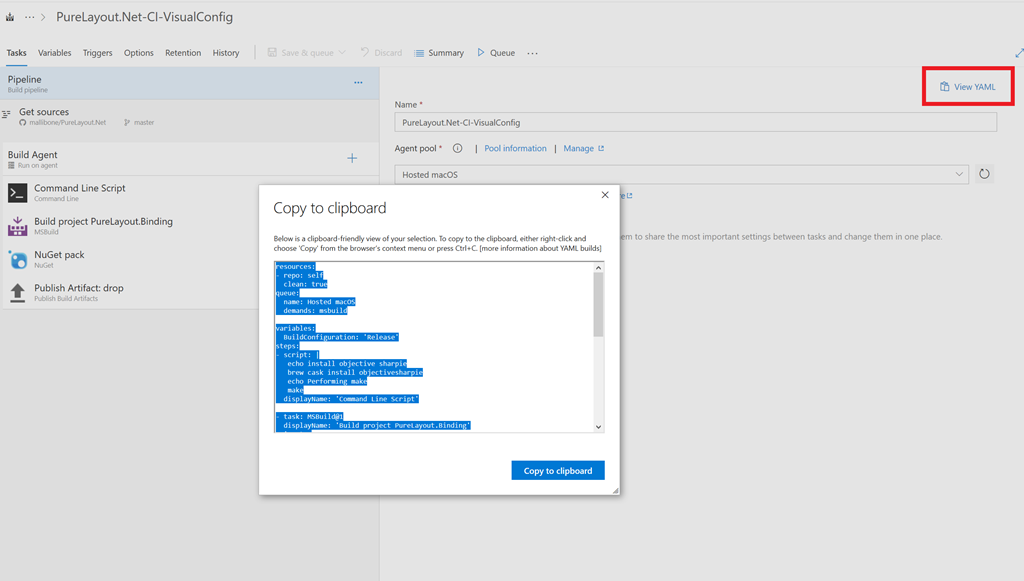 ··· > PureLayout.Net-CI-VisualConfig
Tasks Variables Triggers Options Retention History Save & queue Discard Summary Queue ···
Pipeline ···
Build pipeline
View YAML
Get sources
mallibone/PureLayout.Net master
Name *
PureLayout.Net-CI-VisualConfig
Agent pool * | Pool information | Manage
Build Agent +
Run on agent
Hosted macOS
Command Line Script
Command Line
Build project PureLayout.Binding
MSBuild
NuGet pack
NuGet
Publish Artifact: drop
Publish Build Artifacts
em to share the most important settings between tasks and change them in one place.
Copy to clipboard
Below is a clipboard-friendly view of your selection. To copy to the clipboard, either right-click and
choose 'Copy' from the browser's context menu or press Ctrl+C. [more information about YAML builds]
resources:
- repo: self
clean: true
queue:
name: Hosted macOS
demands: msbuild
variables:
BuildConfiguration: 'Release'
steps:
- script: |
echo install objective sharpie
brew cask install objectivesharpie
echo Performing make
make
displayName: 'Command Line Script'
- task: MSBuild@1
displayName: 'Build project PureLayout.Binding'
Copy to clipboard